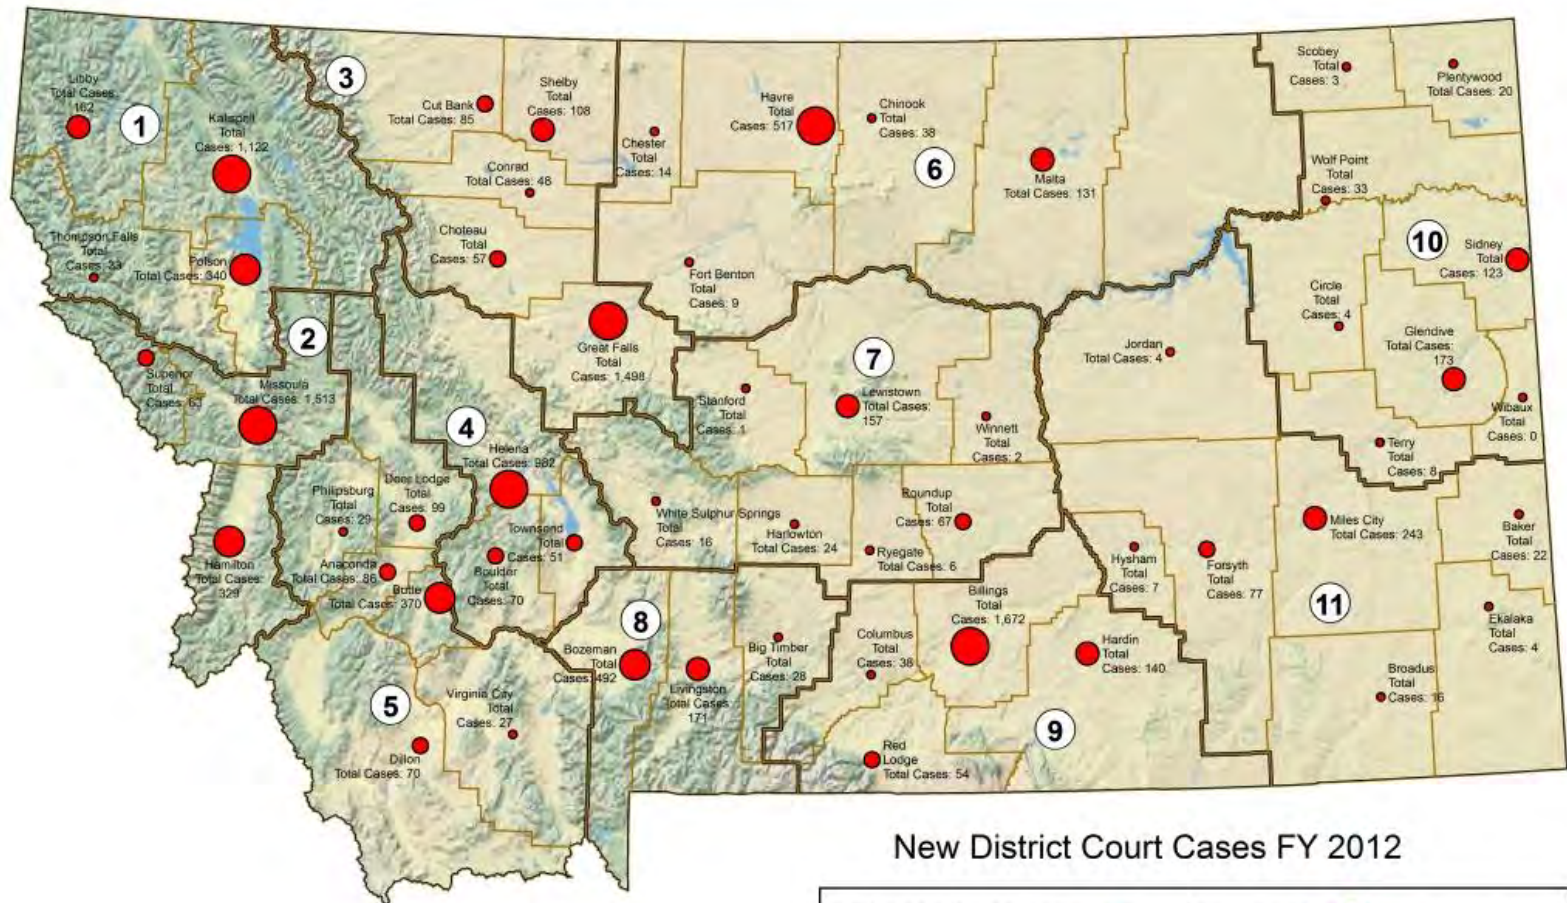 Libby
Total Cases:
162
1
Kalispell
Total
Cases: 1,122
Thompson Falls
Total
Cases: 33
Polson
Total Cases: 340
3
Cut Bank
Total Cases: 85
Shelby
Total
Cases: 108
Conrad
Total Cases: 48
Choteau
Total
Cases: 57
Great Falls
Total
Cases: 1,498
Chester
Total
Cases: 14
Havre
Total
Cases: 517
Chinook
Total
Cases: 38
6
Malta
Total Cases: 131
Fort Benton
Total
Cases: 9
Scobey
Total
Cases: 3
Plentywood
Total Cases: 20
Wolf Point
Total
Cases: 33
10
Sidney
Total
Cases: 123
Circle
Total
Cases: 4
Glendive
Total Cases:
173
Wibaux
Total
Cases: 0
Terry
Total
Cases: 8
Jordan
Total Cases: 4
2
Superior
Total
Cases: 63
Missoula
Total Cases: 1,513
Hamilton
Total Cases:
329
4
Helena
Total Cases: 982
Philipsburg
Total
Cases: 29
Deer Lodge
Total
Cases: 99
Anaconda
Total Cases: 86
Butte
Total Cases: 370
Townsend
Total
Cases: 51
Boulder
Total
Cases: 70
7
Stanford
Total
Cases: 1
Lewistown
Total Cases:
157
Winnett
Total
Cases: 2
White Sulphur Springs
Total
Cases: 16
Harlowton
Total Cases: 24
Roundup
Total
Cases: 67
Ryegate
Total Cases: 6
5
Virginia City
Total
Cases: 27
Dillon
Total Cases: 70
8
Bozeman
Total
Cases: 492
Livingston
Total Cases:
171
Big Timber
Total
Cases: 28
Columbus
Total
Cases: 38
Billings
Total
Cases: 1,672
Hardin
Total
Cases: 140
Red
Lodge
Total Cases: 54
9
Hysham
Total
Cases: 7
Forsyth
Total
Cases: 77
Miles City
Total Cases: 243
11
Baker
Total
Cases: 22
Ekalaka
Total
Cases: 4
Broadus
Total
Cases: 16
New District Court Cases FY 2012